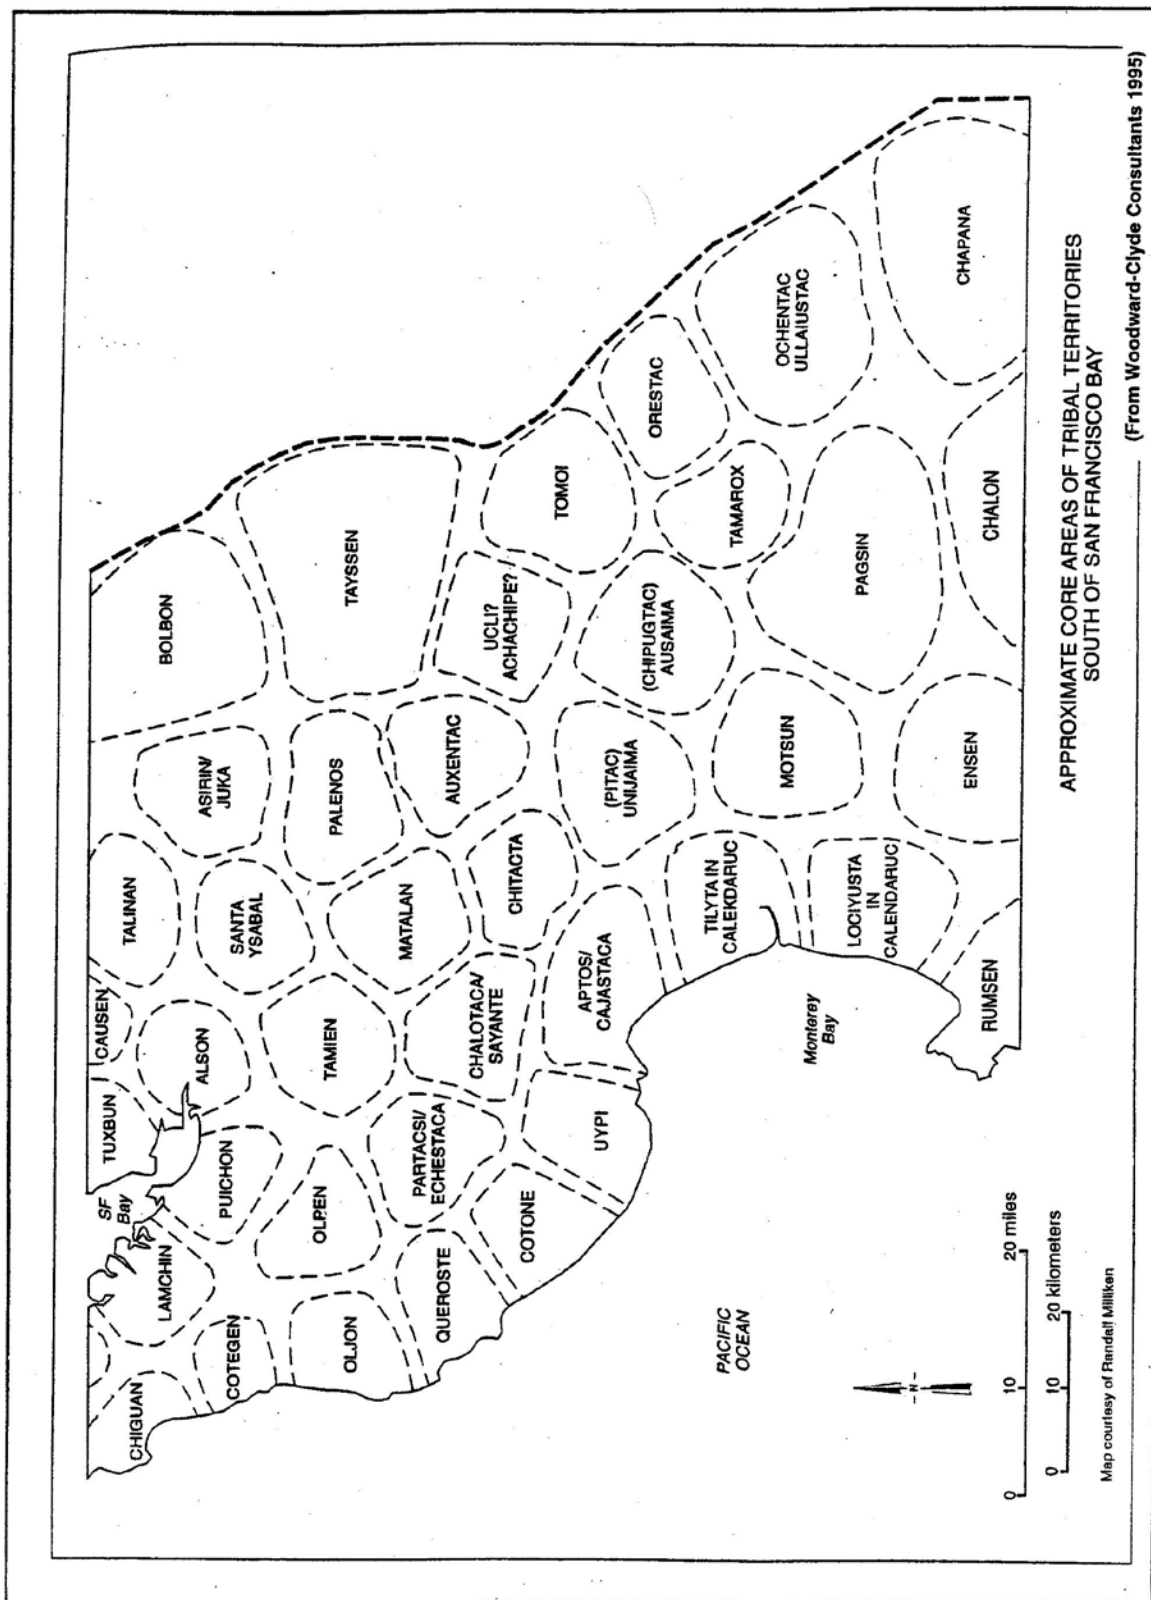 CHIGUAN
LAMCHIN
SF
Bay
TUXBUN
CAUSEN
TALINAN
ASIRIN/
JUKA
BOLBON
COTEGEN
PUICHON
ALSON
SANTA
YSABAL
OLJON
OLPEN
TAMIEN
PALENOS
TAYSSEN
QUEROSTE
PARTACSI/
ECHESTACA
MATALAN
AUXENTAC
UCLI?
ACHACHIPE?
COTONE
CHALOTACA/
SAYANTE
CHITACTA
TOMOI
UYPI
APTOS/
CAJASTACA
(PITAC)
UNIJAIMA
(CHIPUGTAC)
AUSAIMA
ORESTAC
TILYTA IN
CALEKDARUC
MOTSUN
TAMAROX
OCHENTAC
ULLAIUSTAC
Monterey
Bay
LOCIYUSTA
IN
CALENDARUC
PAGSIN
PACIFIC
OCEAN
RUMSEN
ENSEN
CHALON
CHAPANA
N
0 10 20 miles
0 10 20 kilometers
Map courtesy of Randall Milliken
APPROXIMATE CORE AREAS OF TRIBAL TERRITORIES
SOUTH OF SAN FRANCISCO BAY
(From Woodward-Clyde Consultants 1995)